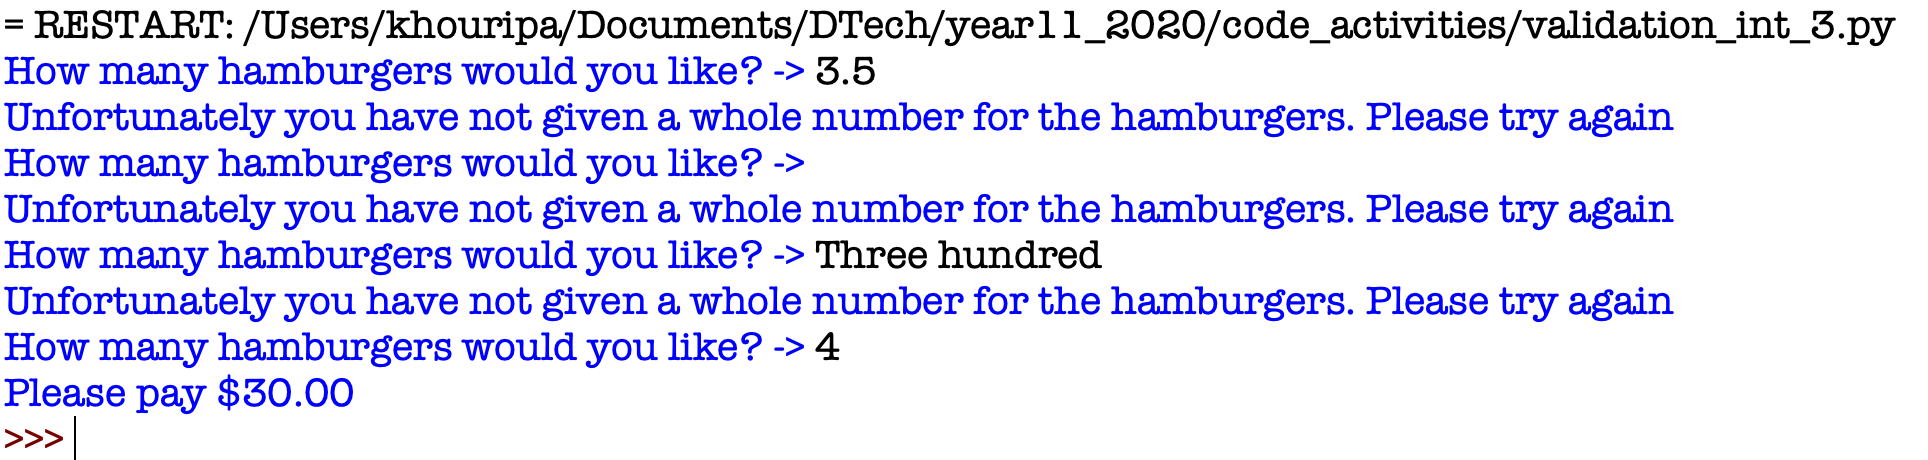 = RESTART: /Users/khouripa/Documents/DTech/year11_2020/code_activities/validation_int_3.py
How many hamburgers would you like? -> 3.5
Unfortunately you have not given a whole number for the hamburgers. Please try again
How many hamburgers would you like? ->
Unfortunately you have not given a whole number for the hamburgers. Please try again
How many hamburgers would you like? -> Three hundred
Unfortunately you have not given a whole number for the hamburgers. Please try again
How many hamburgers would you like? -> 4
Please pay $30.00
>>>